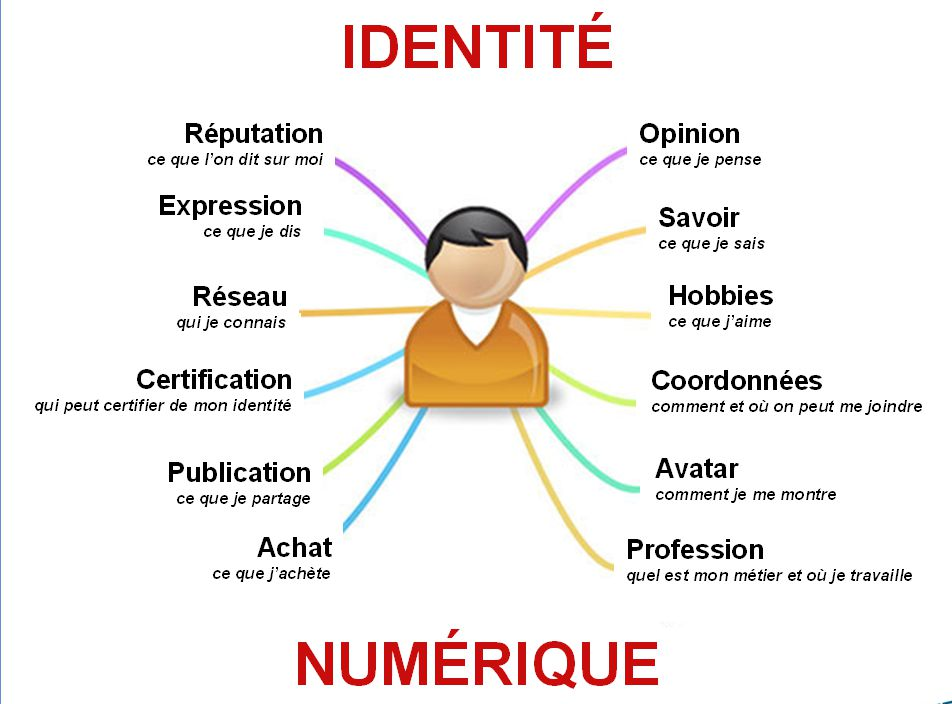 IDENTITÉ
Réputation
ce que l'on dit sur moi
Expression
ce que je dis
Réseau
qui je connais
Certification
qui peut certifier de mon identité
Publication
ce que je partage
Achat
ce que j'achète
Opinion
ce que je pense
Savoir
ce que je sais
Hobbies
ce que j'aime
Coordonnées
comment et où on peut me joindre
Avatar
comment je me montre
Profession
quel est mon métier et où je travaille
NUMÉRIQUE